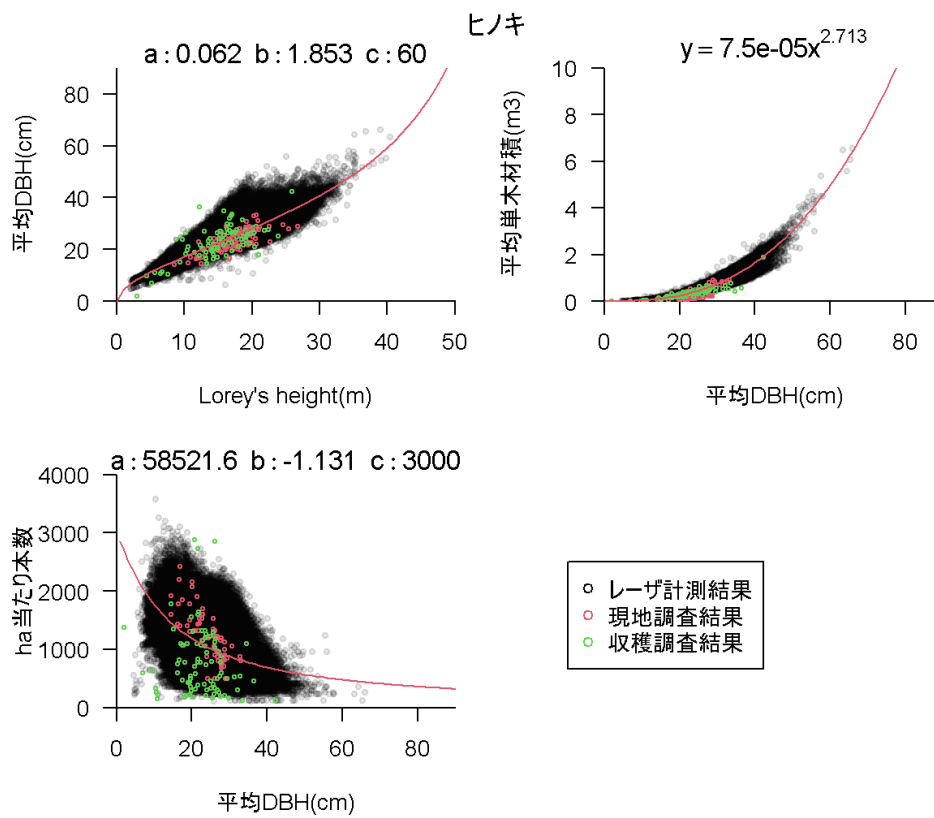 ヒノキ
a : 0.062 b : 1.853 c : 60
平均DBH(cm)
80
60
40
20
0
0 10 20 30 40 50
Lorey's height(m)
y = 7.5e-05x^2.713
平均単木材積(m3)
10
8
6
4
2
0
0 20 40 60 80
平均DBH(cm)
a : 58521.6 b : -1.131 c : 3000
ha当たり本数
4000
3000
2000
1000
0
0 20 40 60 80
平均DBH(cm)
レーザ計測結果
現地調査結果
収穫調査結果